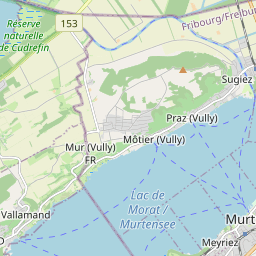 153
Fribourg/Freibu
Réserve
naturelle
de Cudrefin
Sugiez
Praz (Vully)
Môtier (Vully)
Mur (Vully)
FR
Lac de
Morat /
Murtensee
Vallamand
Murt
Meyriez